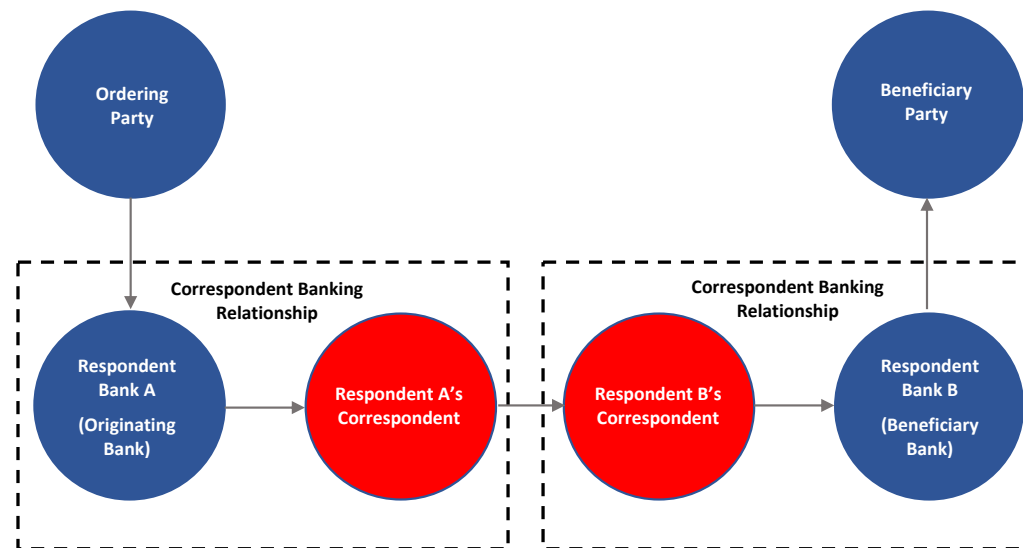 Ordering
Party
Beneficiary
Party
Correspondent Banking
Relationship
Correspondent Banking
Relationship
Respondent
Bank A
(Originating
Bank)
Respondent A’s
Correspondent
Respondent B’s
Correspondent
Respondent
Bank B
(Beneficiary
Bank)